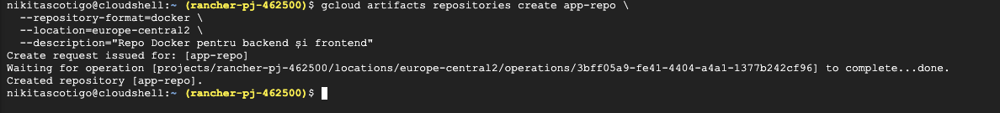 nikitascotigo@cloudshell:~ (rancher-pj-462500)$ gcloud artifacts repositories create app-repo \
  --repository-format=docker \
  --location=europe-central2 \
  --description="Repo Docker pentru backend și frontend"
Create request issued for: [app-repo]
Waiting for operation [projects/rancher-pj-462500/locations/europe-central2/operations/3bff05a9-fe41-4404-a4a1-1377b242cf96] to complete...done.
Created repository [app-repo].
nikitascotigo@cloudshell:~ (rancher-pj-462500)$